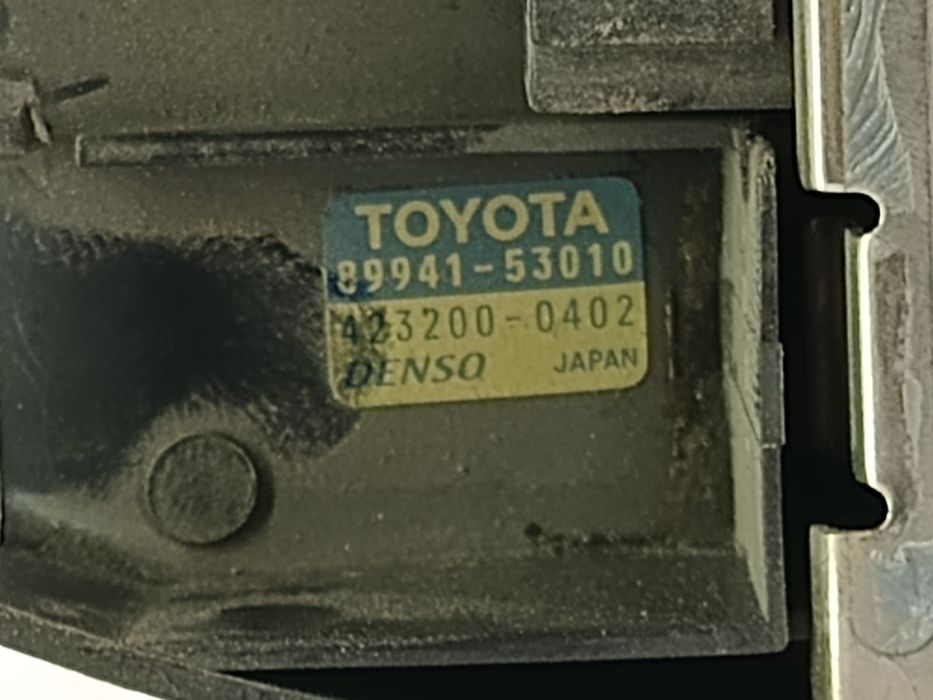 TOYOTA
89941-53010
423200-0402
DENSO JAPAN